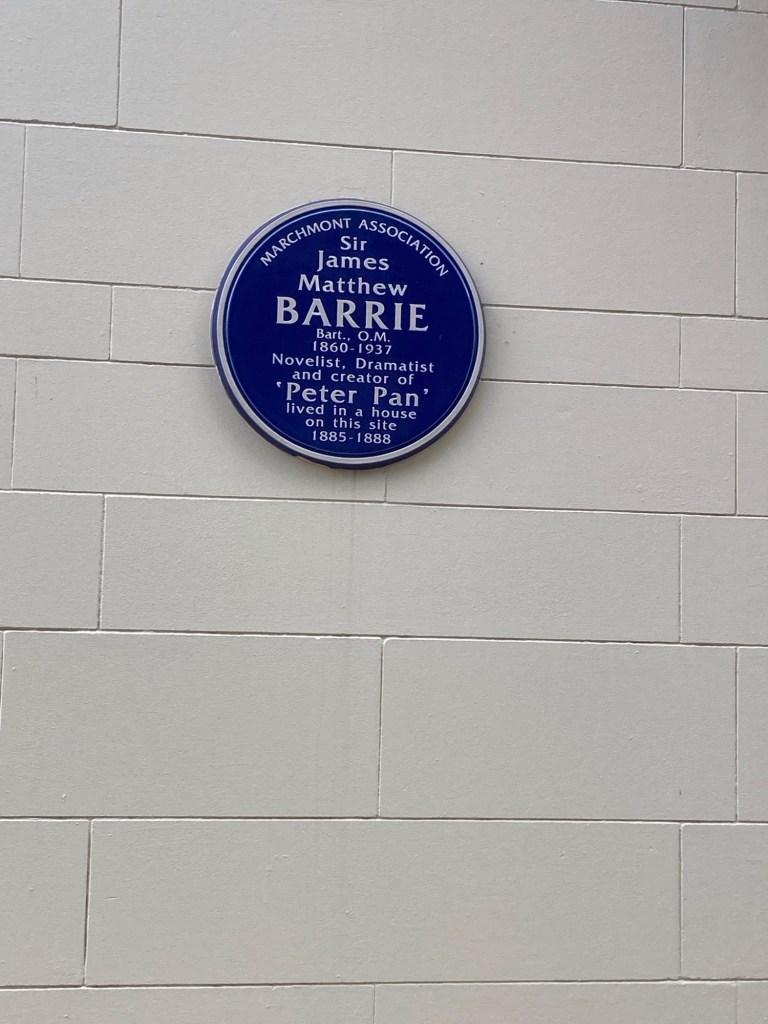 MARCHMONT ASSOCIATION
Sir
James
Matthew
BARRIE
Bart., O.M.
1860-1937
Novelist, Dramatist
and creator of
'Peter Pan'
lived in a house
on this site
1885-1888